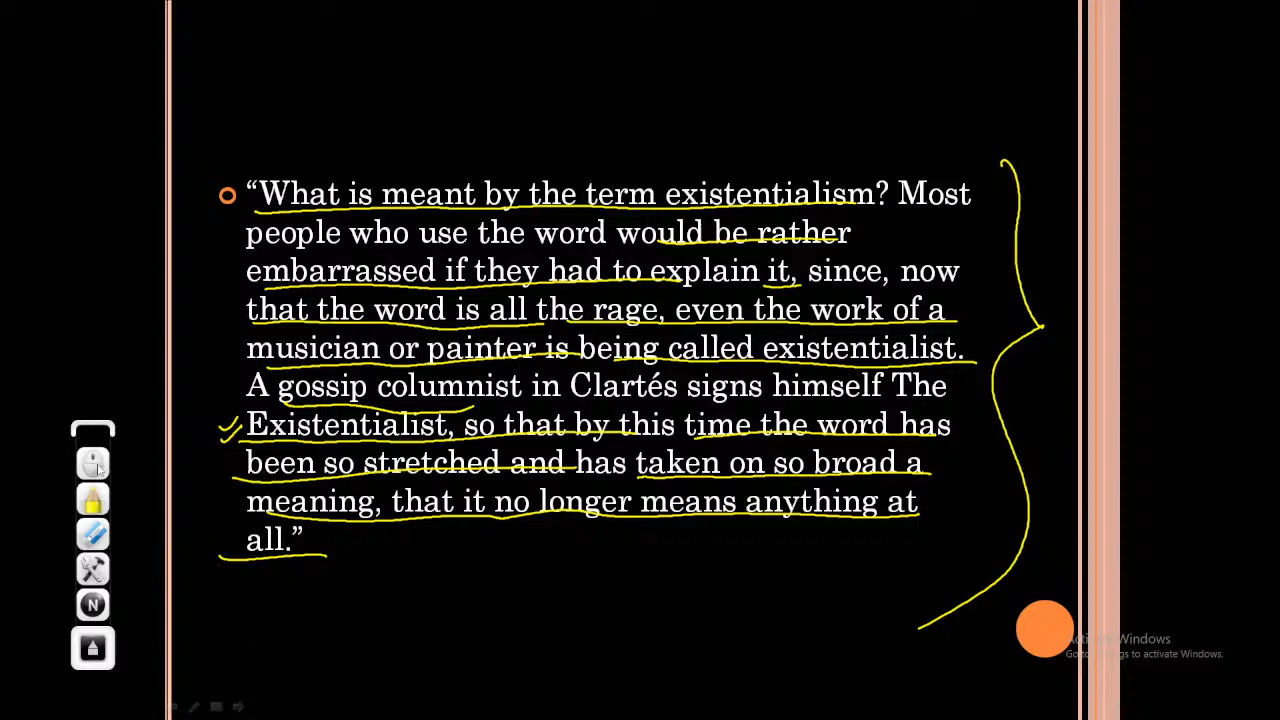 “What is meant by the term existentialism? Most
people who use the word would be rather
embarrassed if they had to explain it, since, now
that the word is all the rage, even the work of a
musician or painter is being called existentialist.
A gossip columnist in Clartés signs himself The
Existentialist, so that by this time the word has
been so stretched and has taken on so broad a
meaning, that it no longer means anything at
all.”
N
Windows
to activate Windows.